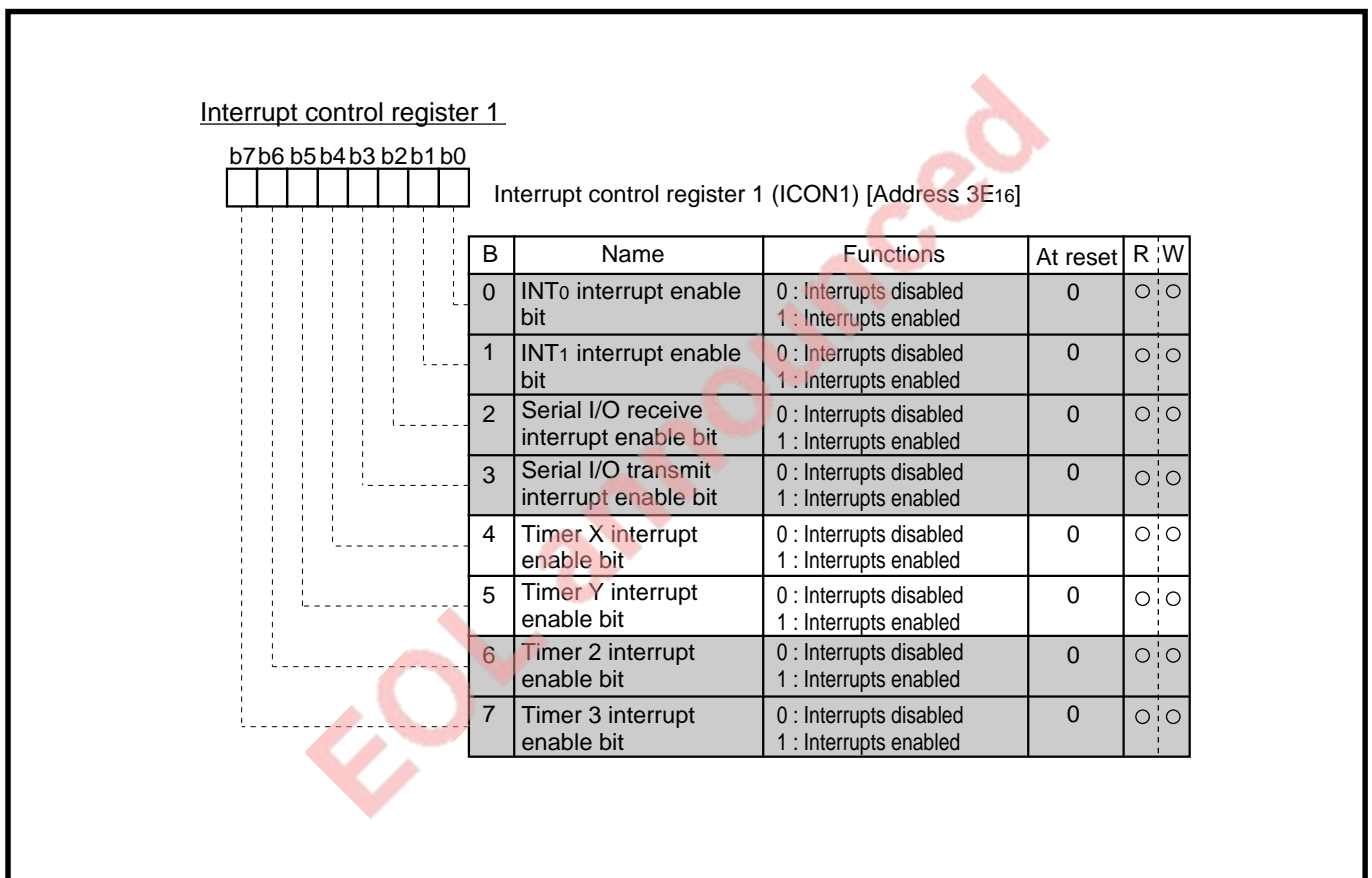 Interrupt control register 1
b7 b6 b5 b4 b3 b2 b1 b0
Interrupt control register 1 (ICON1) [Address 3E16]
B Name Functions At reset R W
0 INT0 interrupt enable bit 0 : Interrupts disabled 1 : Interrupts enabled 0 ○ ○
1 INT1 interrupt enable bit 0 : Interrupts disabled 1 : Interrupts enabled 0 ○ ○
2 Serial I/O receive interrupt enable bit 0 : Interrupts disabled 1 : Interrupts enabled 0 ○ ○
3 Serial I/O transmit interrupt enable bit 0 : Interrupts disabled 1 : Interrupts enabled 0 ○ ○
4 Timer X interrupt enable bit 0 : Interrupts disabled 1 : Interrupts enabled 0 ○ ○
5 Timer Y interrupt enable bit 0 : Interrupts disabled 1 : Interrupts enabled 0 ○ ○
6 Timer 2 interrupt enable bit 0 : Interrupts disabled 1 : Interrupts enabled 0 ○ ○
7 Timer 3 interrupt enable bit 0 : Interrupts disabled 1 : Interrupts enabled 0 ○ ○
EOL announced